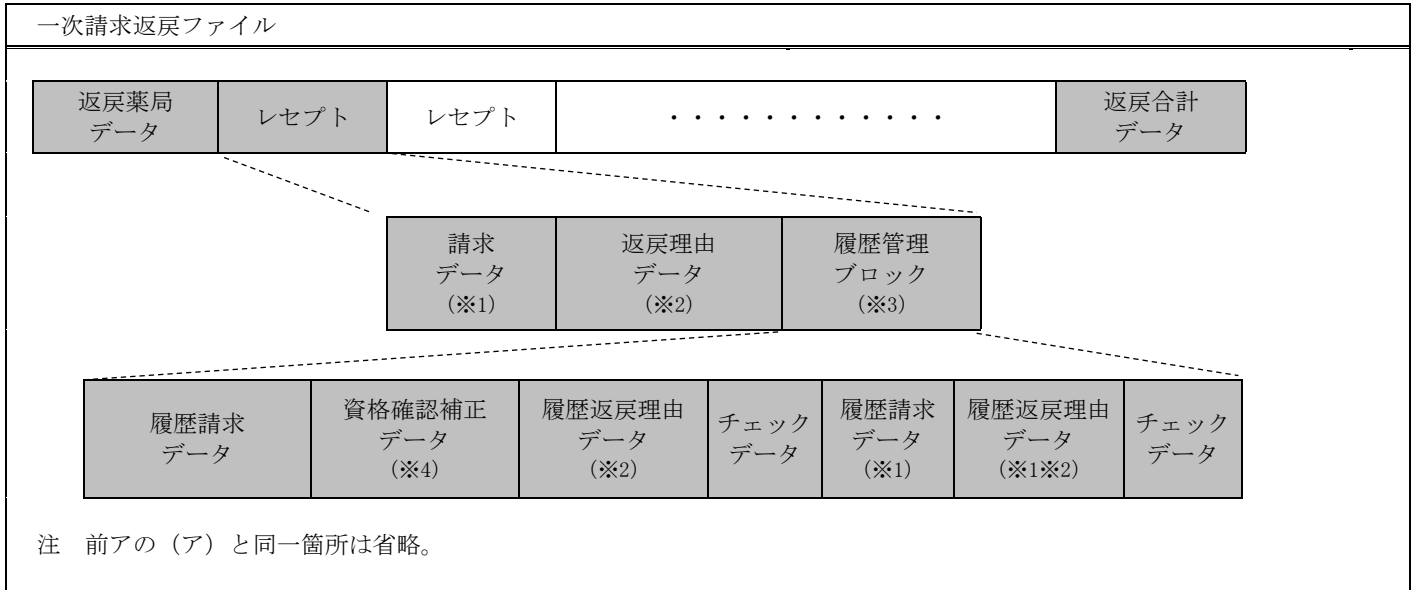 一次請求返戻ファイル
返戻薬局
データ
レセプト
レセプト
・・・・・・・・・・・・
返戻合計
データ
請求
データ
(※1)
返戻理由
データ
(※2)
履歴管理
ブロック
(※3)
履歴請求
データ
資格確認補正
データ
(※4)
履歴返戻理由
データ
(※2)
チェック
データ
履歴請求
データ
(※1)
履歴返戻理由
データ
(※1※2)
チェック
データ
注　前アの（ア）と同一箇所は省略。